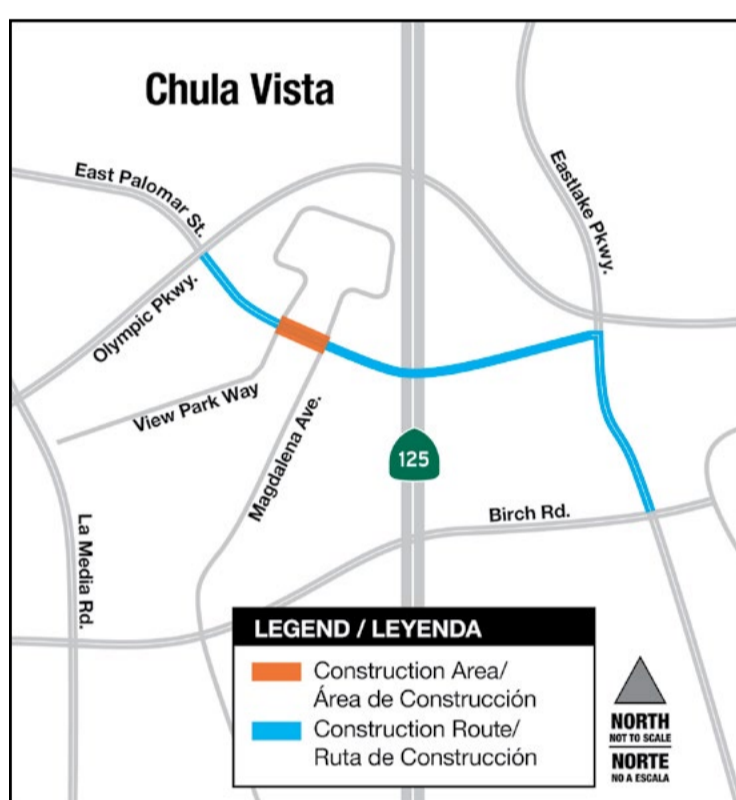 Chula Vista
East Palomar St.
Eastlake Pkwy.
Olympic Pkwy.
View Park Way
Magdalena Ave.
125
La Media Rd.
Birch Rd.
LEGEND / LEYENDA
Construction Area/
Área de Construcción
Construction Route/
Ruta de Construcción
NORTH
NOT TO SCALE
NORTE
NO A ESCALA